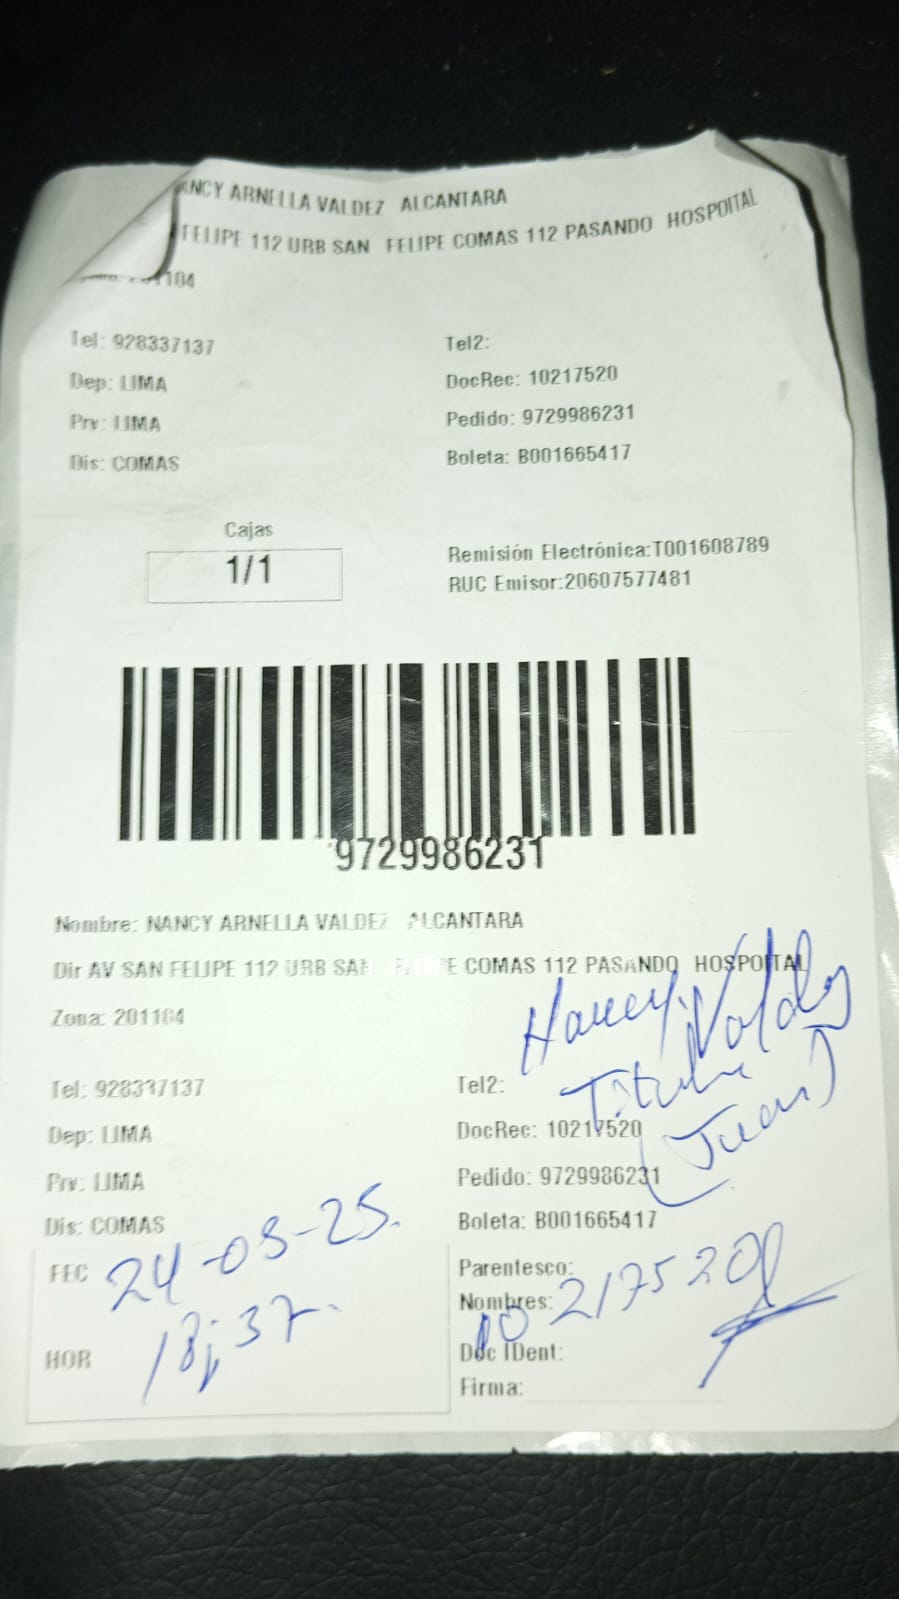 NCY ARNELLA VALDEZ ALCANTARA
FELIPE 112 URB SAN FELIPE COMAS 112 PASANDO HOSPOITAL
Tel: 928337137 Tel2:
Dep: LIMA DocRec: 10217520
Prv: LIMA Pedido: 9729986231
Dis: COMAS Boleta: B001665417
Cajas
1/1
Remisión Electrónica:T001608789
RUC Emisor:20607577481
9729986231
Nombre: NANCY ARNELLA VALDEZ ALCANTARA
Dir AV SAN FELIPE 112 URB SAN COMAS 112 PASANDO HOSPOITAL
Zona: 201104
Nancy Valdez
Titular
(Juan)
Tel: 928337137 Tel2:
Dep: LIMA DocRec: 10217520
Prv: LIMA Pedido: 9729986231
Dis: COMAS Boleta: B001665417
FEC 24-03-25. Parentesco:
Nombres:
HOR 18:37. Doc IDent:
Firma: